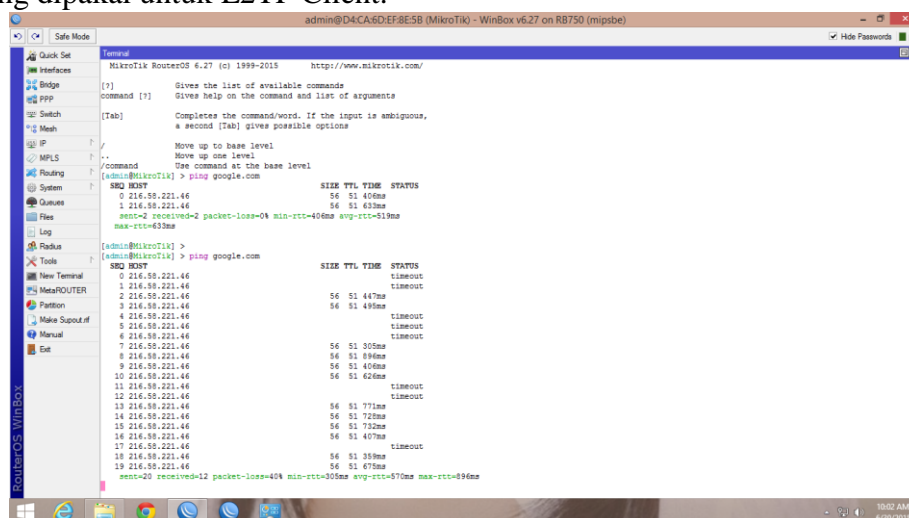 ng dipakai untuk L2TP Client.
admin@D4:CA:6D:EF:8E:5B (MikroTik) - WinBox v6.27 on RB750 (mipsbe)
Safe Mode
Hide Passwords
Quick Set
Interfaces
Bridge
PPP
Switch
Mesh
IP
MPLS
Routing
System
Queues
Files
Log
Radius
Tools
New Terminal
MetaROUTER
Partition
Make Supout.rif
Manual
Exit
RouterOS WinBox
Terminal
MikroTik RouterOS 6.27 (c) 1999-2015 http://www.mikrotik.com/
[?] Gives the list of available commands
command [?] Gives help on the command and list of arguments
[Tab] Completes the command/word. If the input is ambiguous,
a second [Tab] gives possible options
/ Move up to base level
.. Move up one level
/command Use command at the base level
[admin@MikroTik] > ping google.com
SEQ HOST SIZE TTL TIME STATUS
0 216.58.221.46 56 51 406ms
1 216.58.221.46 56 51 633ms
sent=2 received=2 packet-loss=0% min-rtt=406ms avg-rtt=519ms
max-rtt=633ms
[admin@MikroTik] >
[admin@MikroTik] > ping google.com
SEQ HOST SIZE TTL TIME STATUS
0 216.58.221.46 timeout
1 216.58.221.46 timeout
2 216.58.221.46 56 51 447ms
3 216.58.221.46 56 51 495ms
4 216.58.221.46 timeout
5 216.58.221.46 timeout
6 216.58.221.46 timeout
7 216.58.221.46 56 51 305ms
8 216.58.221.46 56 51 896ms
9 216.58.221.46 56 51 406ms
10 216.58.221.46 56 51 626ms
11 216.58.221.46 timeout
12 216.58.221.46 timeout
13 216.58.221.46 56 51 771ms
14 216.58.221.46 56 51 728ms
15 216.58.221.46 56 51 732ms
16 216.58.221.46 56 51 407ms
17 216.58.221.46 timeout
18 216.58.221.46 56 51 359ms
19 216.58.221.46 56 51 675ms
sent=20 received=12 packet-loss=40% min-rtt=305ms avg-rtt=570ms max-rtt=896ms
10:02 AM